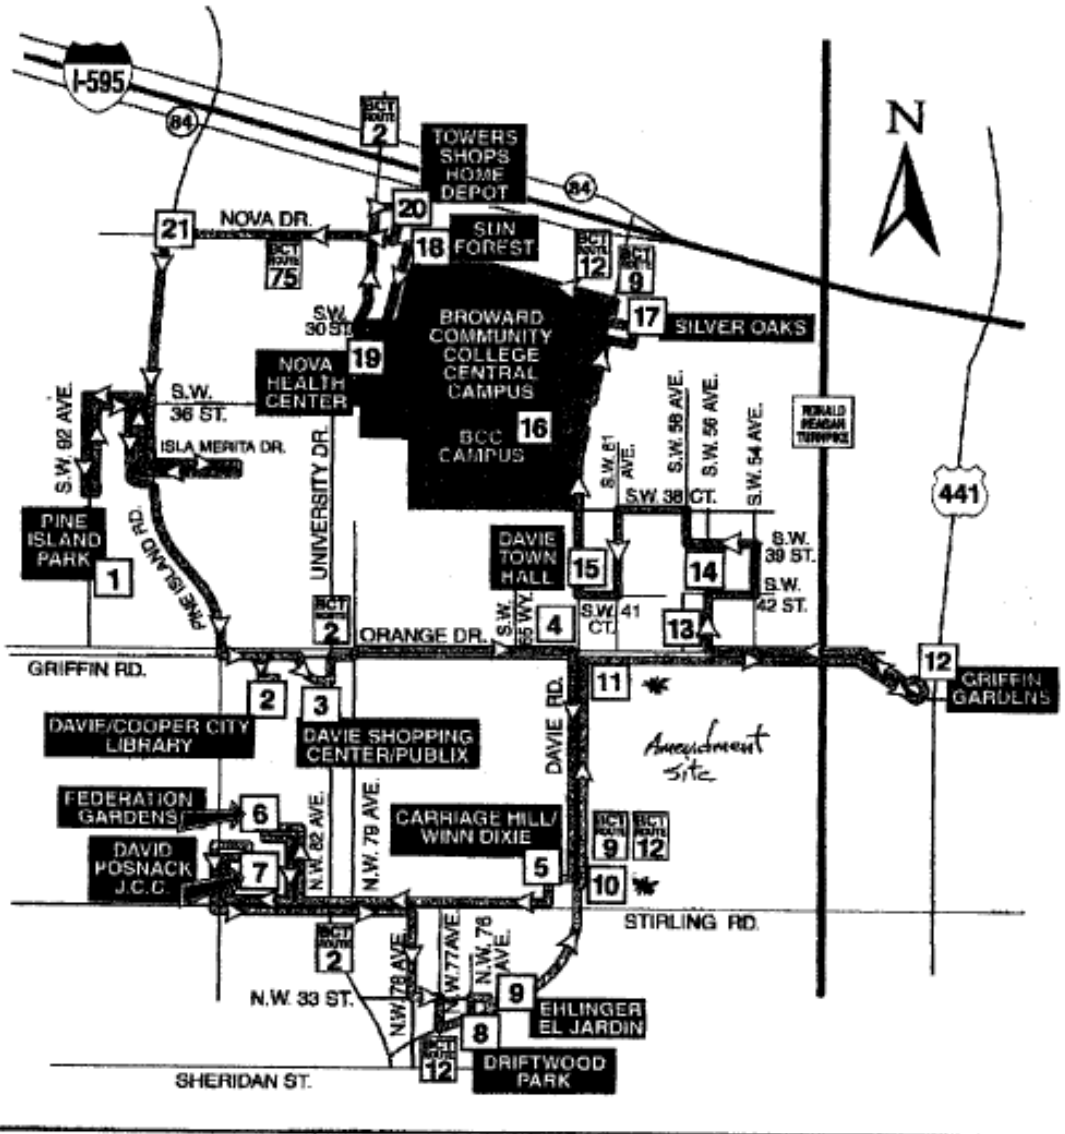 I-595
84
BCT
ROUTE
2
TOWERS
SHOPS
HOME
DEPOT
N
84
20
NOVA DR.
21
18
SUN
FOREST
BCT
ROUTE
75
BCT
ROUTE
12
BCT
ROUTE
9
S.W.
30 ST.
17
SILVER OAKS
BROWARD
COMMUNITY
COLLEGE
CENTRAL
CAMPUS
19
NOVA
HEALTH
CENTER
16
BCC
CAMPUS
S.W. 92 AVE.
S.W.
36 ST.
ISLA MERITA DR.
UNIVERSITY DR.
S.W. 61
AVE.
S.W. 58 AVE.
S.W. 56 AVE.
S.W. 54 AVE.
RONALD
REAGAN
TURNPIKE
441
S.W. 38 CT.
PINE
ISLAND
PARK
1
PINE ISLAND RD.
DAVIE
TOWN
HALL
15
14
S.W.
39 ST.
S.W.
42 ST.
BCT
ROUTE
2
S.W.
65 WY.
4
S.W. 41
CT.
13
ORANGE DR.
GRIFFIN RD.
12
GRIFFIN
GARDENS
2
3
11
DAVIE RD.
DAVIE/COOPER CITY
LIBRARY
DAVIE SHOPPING
CENTER/PUBLIX
Amendment
Site
FEDERATION
GARDENS
6
N.W. 82 AVE.
N.W. 79 AVE.
CARRIAGE HILL/
WINN DIXIE
BCT
ROUTE
9
BCT
ROUTE
12
DAVID
POSNACK
J.C.C.
7
5
10
STIRLING RD.
BCT
ROUTE
2
N.W. 78 AVE.
N.W. 77 AVE.
N.W. 76
AVE.
N.W. 33 ST.
9
EHLINGER
EL JARDIN
8
BCT
ROUTE
12
DRIFTWOOD
PARK
SHERIDAN ST.